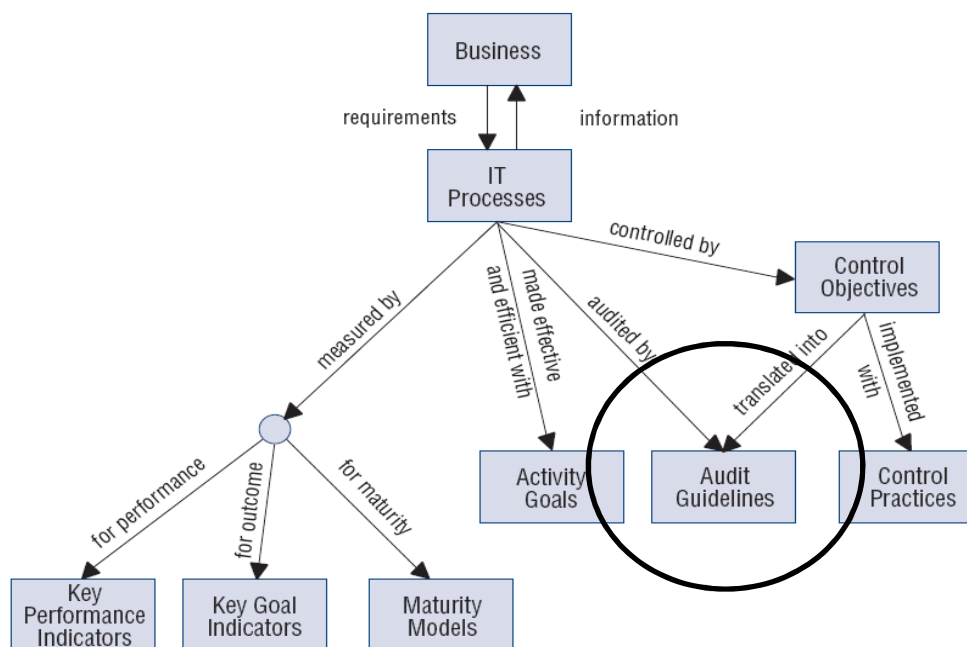 Business
requirements
information
IT
Processes
controlled by
Control
Objectives
measured by
made effective
and efficient with
audited by
translated into
implemented
with
for performance
for outcome
for maturity
Activity
Goals
Audit
Guidelines
Control
Practices
Key
Performance
Indicators
Key Goal
Indicators
Maturity
Models